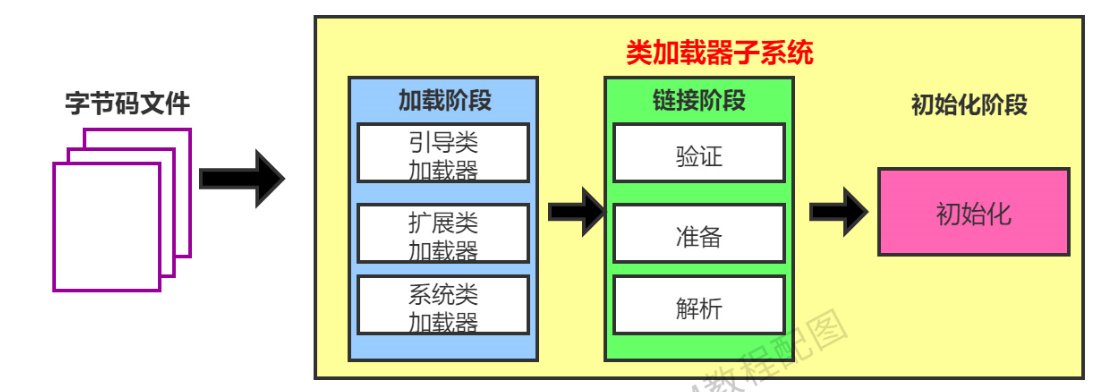 类加载器子系统
字节码文件
加载阶段
引导类
加载器
扩展类
加载器
系统类
加载器
链接阶段
验证
准备
解析
初始化阶段
初始化
教程配图